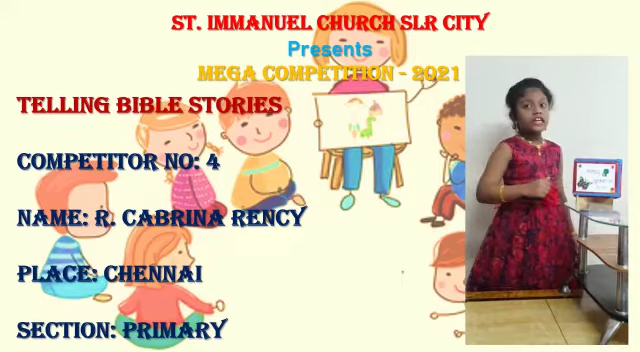 ST. IMMANUEL CHURCH SLR CITY
Presents
MEGA COMPETITION - 2021
TELLING BIBLE STORIES
COMPETITOR NO: 4
NAME: R. CABRINA RENCY
PLACE: CHENNAI
SECTION: PRIMARY